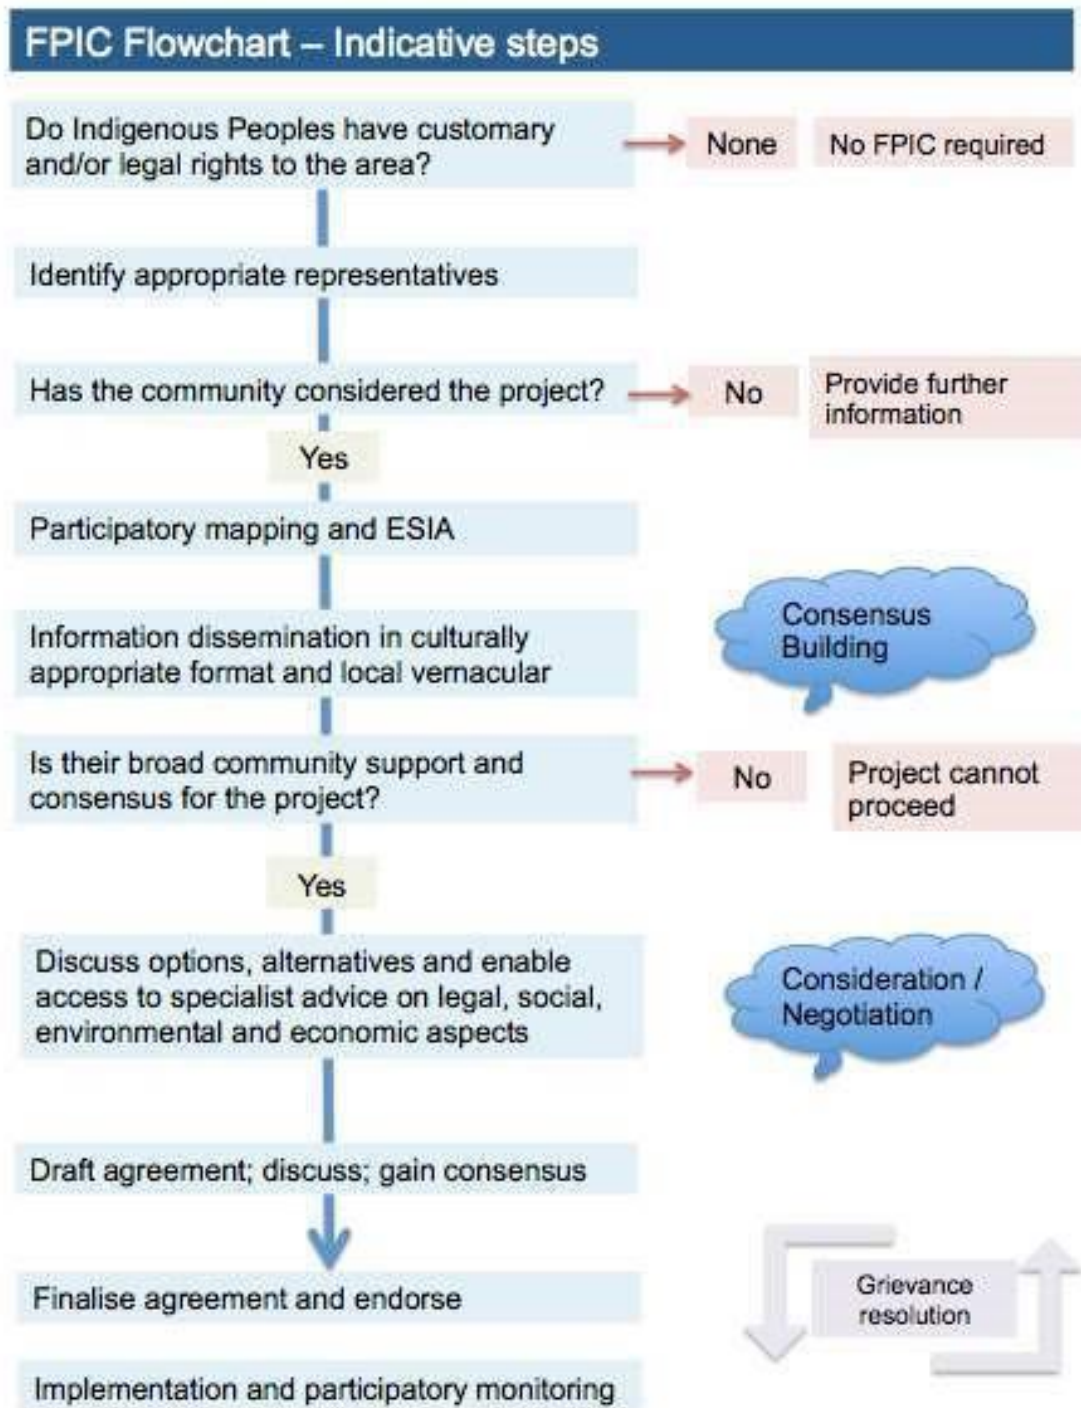 FPIC Flowchart – Indicative steps
Do Indigenous Peoples have customary
and/or legal rights to the area?
None
No FPIC required
Identify appropriate representatives
Has the community considered the project?
No
Provide further
information
Yes
Participatory mapping and ESIA
Information dissemination in culturally
appropriate format and local vernacular
Consensus
Building
Is their broad community support and
consensus for the project?
No
Project cannot
proceed
Yes
Discuss options, alternatives and enable
access to specialist advice on legal, social,
environmental and economic aspects
Consideration /
Negotiation
Draft agreement; discuss; gain consensus
Finalise agreement and endorse
Grievance
resolution
Implementation and participatory monitoring